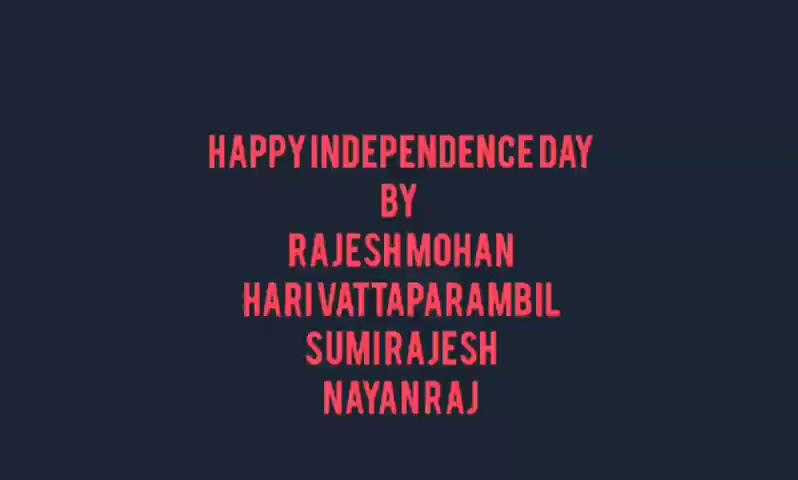 HAPPY INDEPENDENCE DAY
BY
RAJESH MOHAN
HARI VATTAPARAMBIL
SUMI RAJESH
NAYAN RAJ